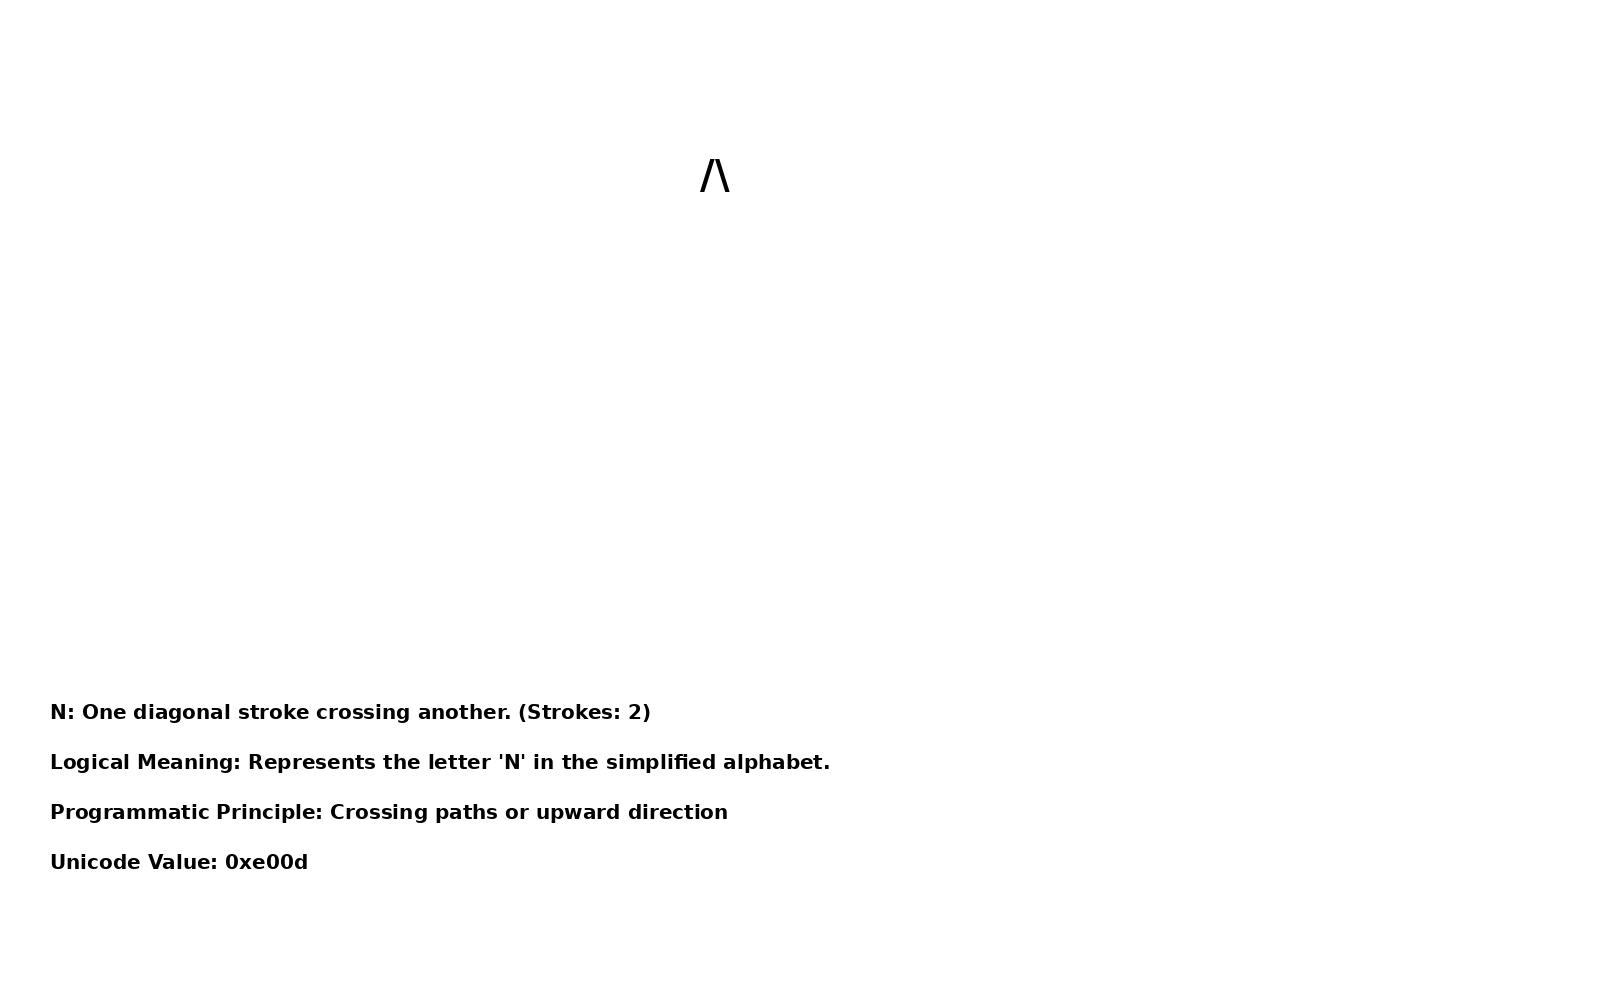 /\
N: One diagonal stroke crossing another. (Strokes: 2)
Logical Meaning: Represents the letter 'N' in the simplified alphabet.
Programmatic Principle: Crossing paths or upward direction
Unicode Value: 0xe00d